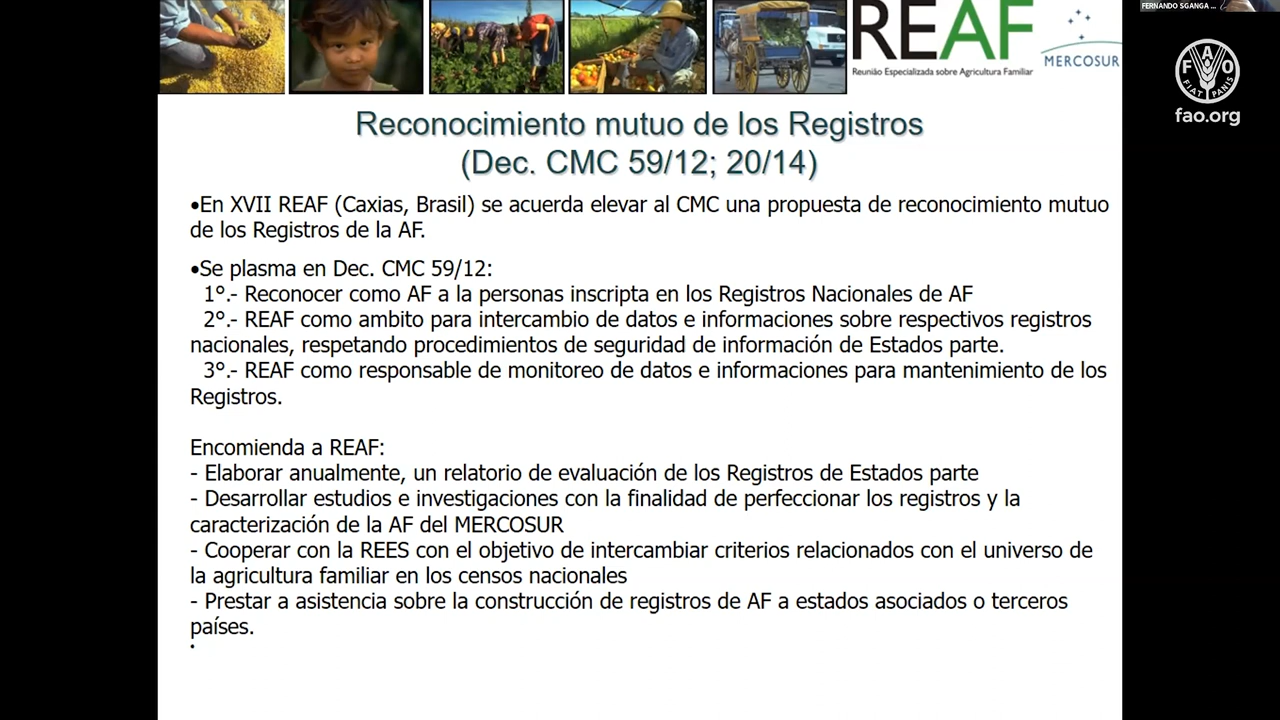 FERNANDO SGANGA ...
REAF
Reunião Especializada sobre Agricultura Familiar
MERCOSUR
FAO
FIAT PANIS
fao.org
Reconocimiento mutuo de los Registros
(Dec. CMC 59/12; 20/14)
•En XVII REAF (Caxias, Brasil) se acuerda elevar al CMC una propuesta de reconocimiento mutuo
de los Registros de la AF.
•Se plasma en Dec. CMC 59/12:
1°.- Reconocer como AF a la personas inscripta en los Registros Nacionales de AF
2°.- REAF como ambito para intercambio de datos e informaciones sobre respectivos registros
nacionales, respetando procedimientos de seguridad de información de Estados parte.
3°.- REAF como responsable de monitoreo de datos e informaciones para mantenimiento de los
Registros.
Encomienda a REAF:
- Elaborar anualmente, un relatorio de evaluación de los Registros de Estados parte
- Desarrollar estudios e investigaciones con la finalidad de perfeccionar los registros y la
caracterización de la AF del MERCOSUR
- Cooperar con la REES con el objetivo de intercambiar criterios relacionados con el universo de
la agricultura familiar en los censos nacionales
- Prestar a asistencia sobre la construcción de registros de AF a estados asociados o terceros
países.